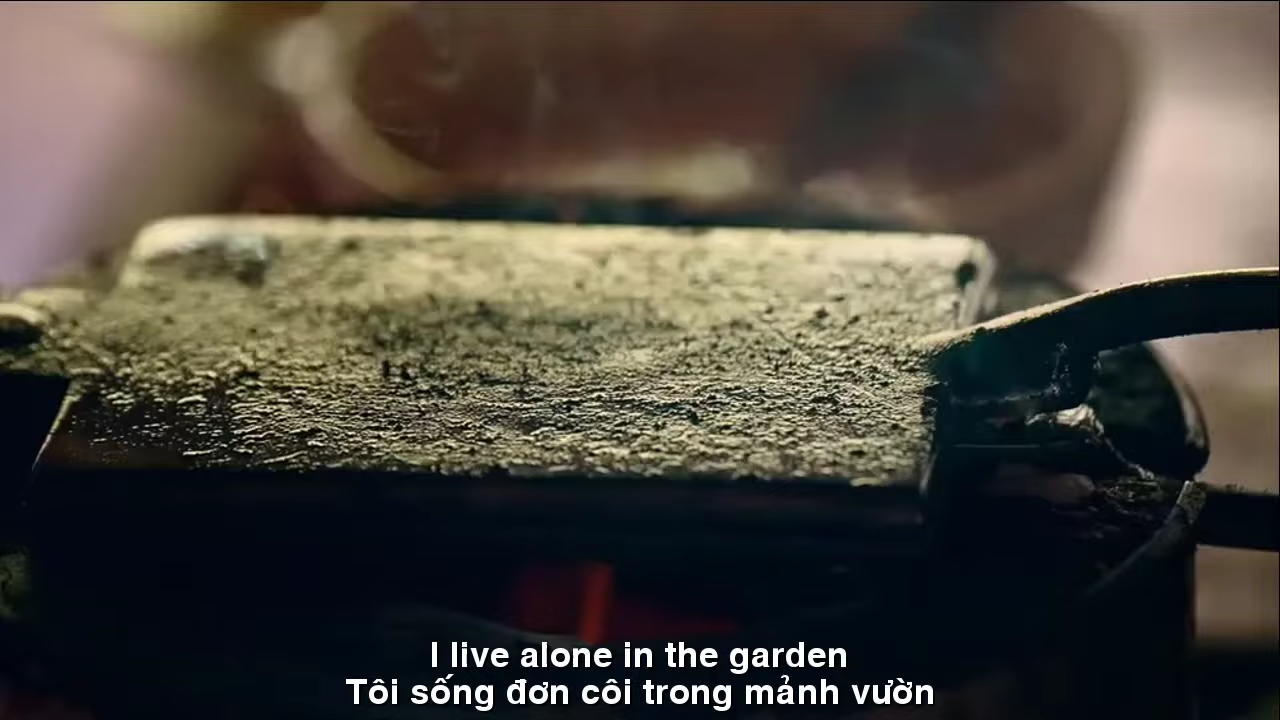 I live alone in the garden
Tôi sống đơn côi trong mảnh vườn